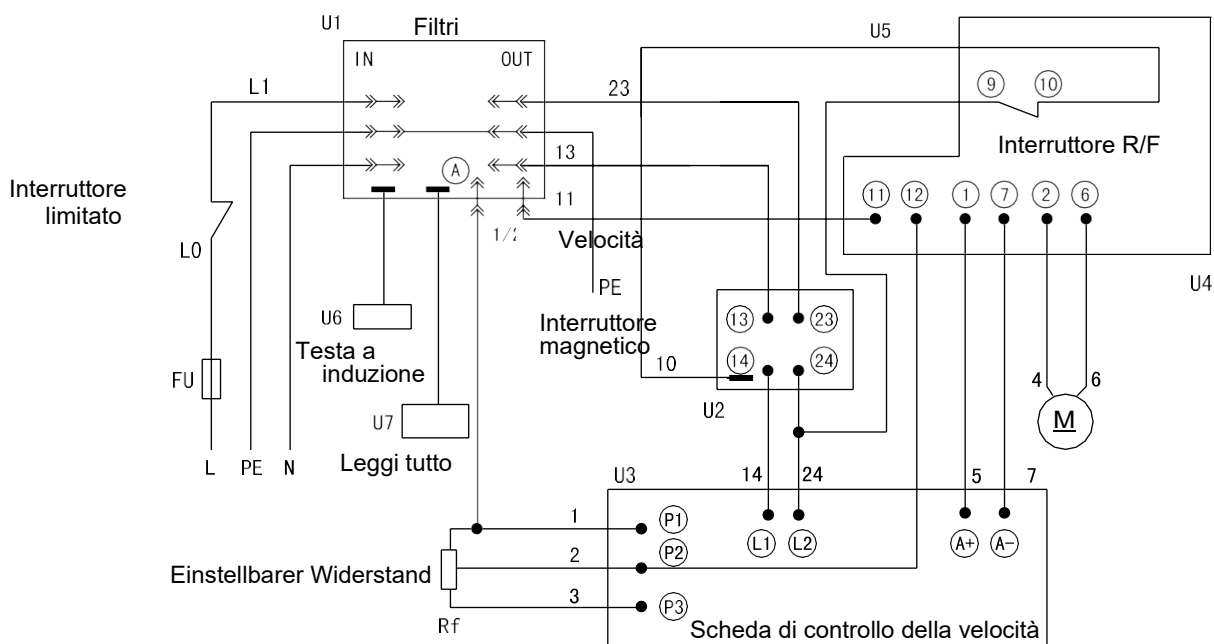 U1
Filtri
U5
IN
OUT
L1
23
9
10
Interruttore R/F
13
A
11
12
1
7
2
6
Interruttore
limitato
11
Velocità
L0
PE
U4
U6
Interruttore
magnetico
13
23
Testa a
induzione
14
24
10
FU
U7
U2
4
6
M
L
PE
N
Leggi tutto
U3
14
24
5
7
1
P1
L1
L2
A+
A-
2
P2
Einstellbarer Widerstand
3
P3
Rf
Scheda di controllo della velocità